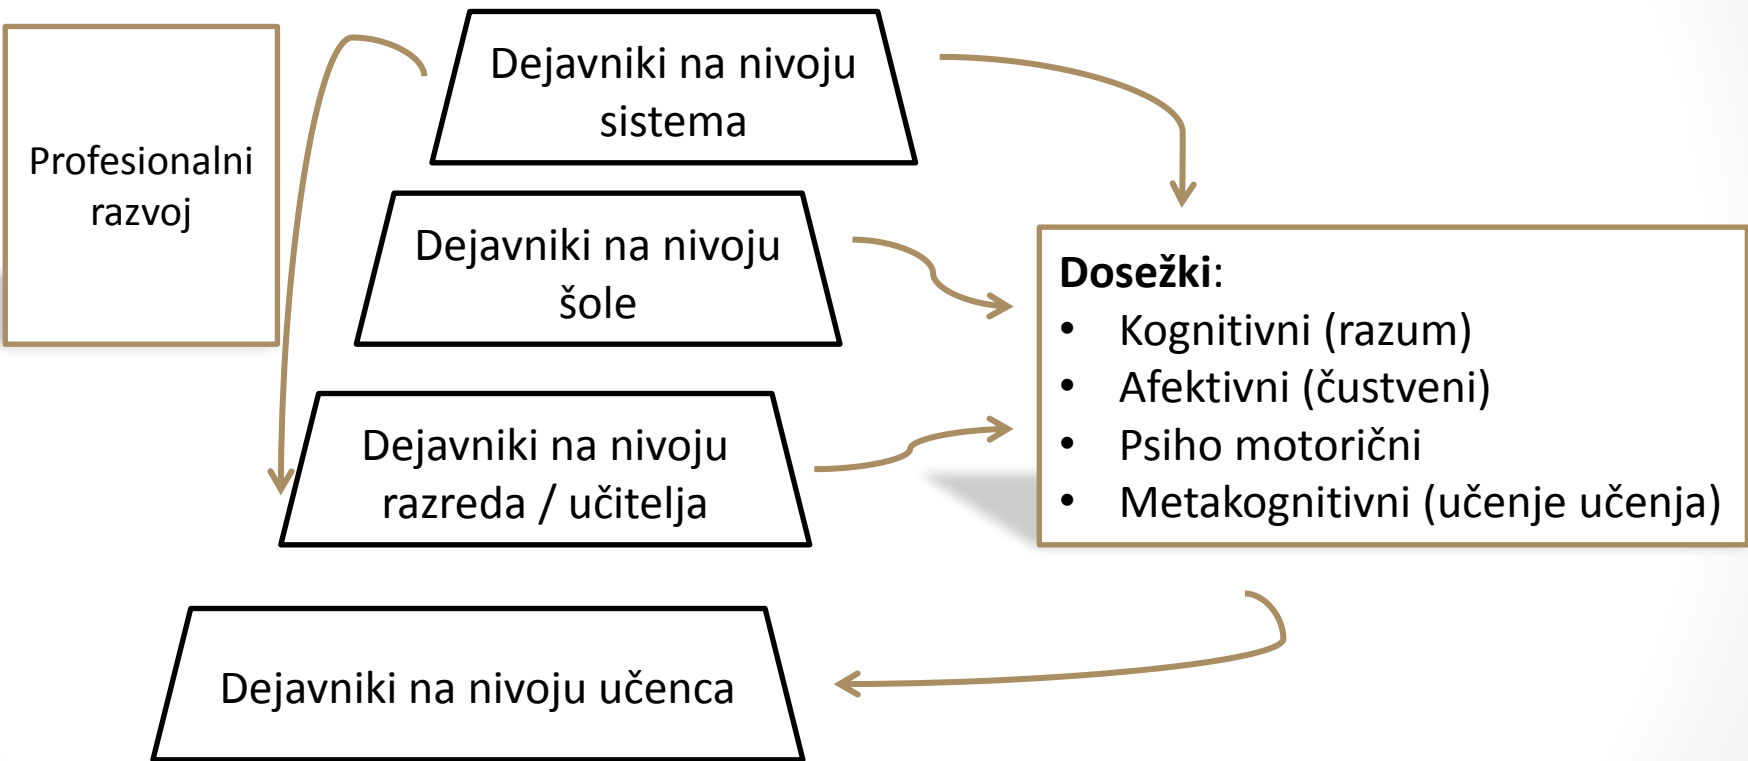 Profesionalni
razvoj
Dejavniki na nivoju
sistema
Dejavniki na nivoju
šole
Dejavniki na nivoju
razreda / učitelja
Dejavniki na nivoju učenca
Dosežki:
• Kognitivni (razum)
• Afektivni (čustveni)
• Psiho motorični
• Metakognitivni (učenje učenja)